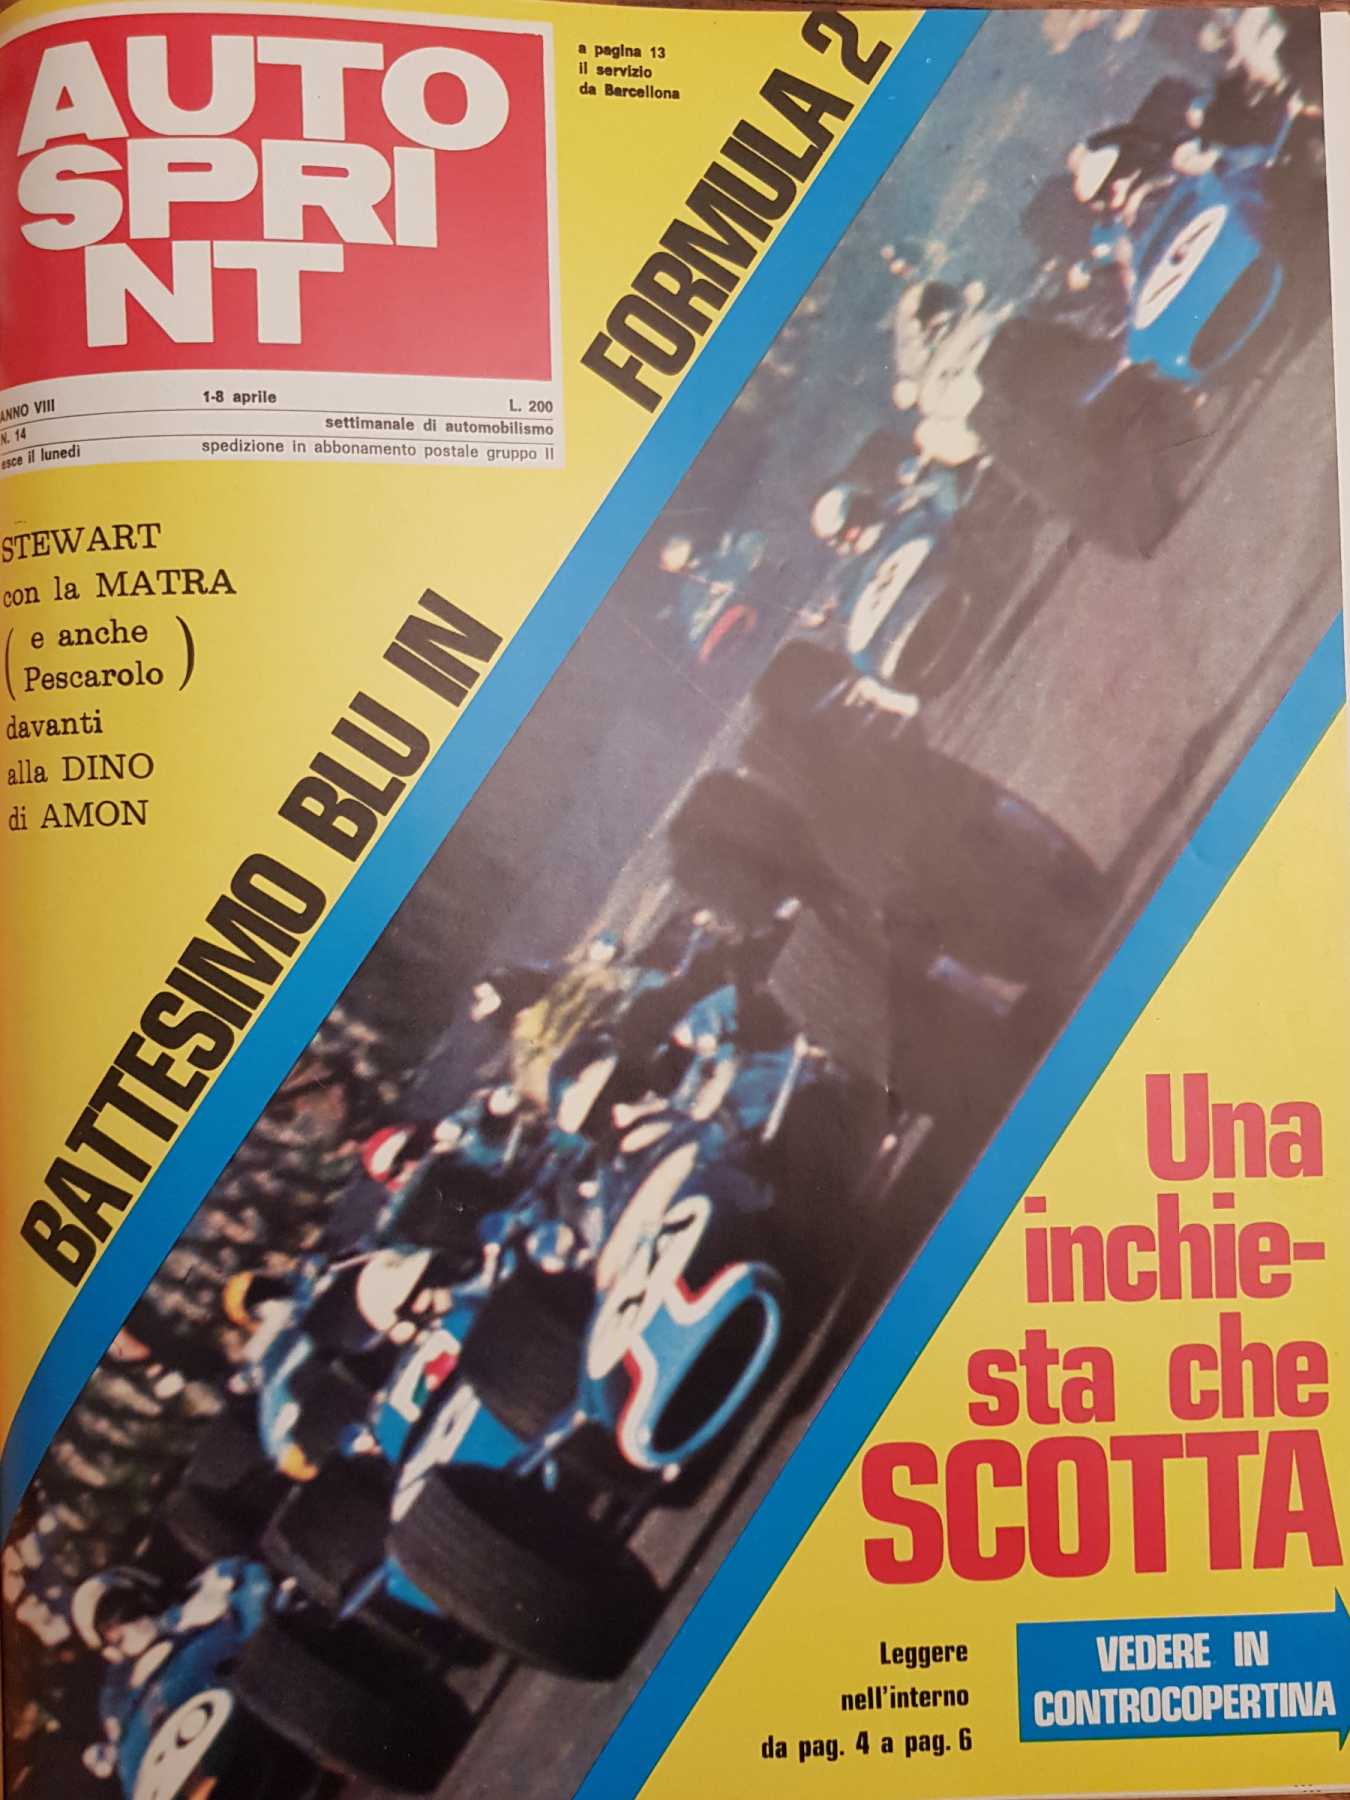 AUTO
SPRI
NT
ANNO VIII
1-8 aprile
L. 200
N. 14
settimanale di automobilismo
esce il lunedì
spedizione in abbonamento postale gruppo II
a pagina 13
il servizio
da Barcellona
BATTESIMO BLU IN FORMULA 2
STEWART
con la MATRA
( e anche
Pescarolo )
davanti
alla DINO
di AMON
Una
inchie-
sta che
SCOTTA
Leggere
nell'interno
da pag. 4 a pag. 6
VEDERE IN
CONTROCOPERTINA